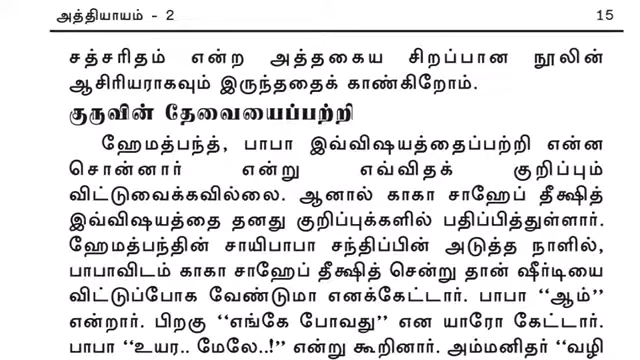 அத்தியாயம் - 2 15
சத்சரிதம் என்ற அத்தகைய சிறப்பான நூலின்
ஆசிரியராகவும் இருந்ததைக் காண்கிறோம்.
குருவின் தேவையைப்பற்றி
ஹேமத்பந்த், பாபா இவ்விஷயத்தைப்பற்றி என்ன
சொன்னார் என்று எவ்விதக் குறிப்பும்
விட்டுவைக்கவில்லை. ஆனால் காகா சாஹேப் தீக்ஷித்
இவ்விஷயத்தை தனது குறிப்புக்களில் பதிப்பித்துள்ளார்.
ஹேமத்பந்தின் சாயிபாபா சந்திப்பின் அடுத்த நாளில்,
பாபாவிடம் காகா சாஹேப் தீக்ஷித் சென்று தான் ஷீர்டியை
விட்டுப்போக வேண்டுமா எனக்கேட்டார். பாபா “ஆம்”
என்றார். பிறகு “எங்கே போவது” என யாரோ கேட்டார்.
பாபா “உயர.. மேலே..!” என்று கூறினார். அம்மனிதர் “வழி